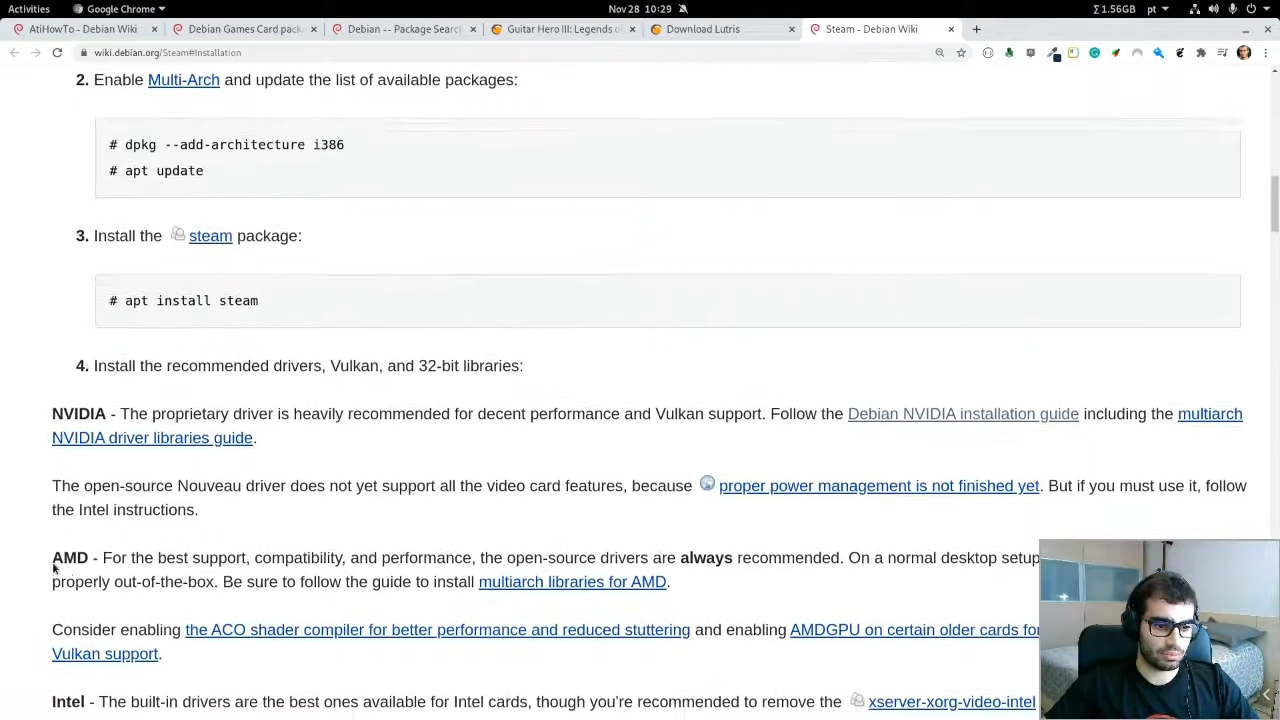 Google Chrome
Nov 28 10:29
1.56GB
pt
AtiHowTo - Debian Wiki
Debian Games Card pack
Debian -- Package Searc
Guitar Hero III: Legends o
Download Lutris
Steam - Debian Wiki
wiki.debian.org/Steam#Installation
2. Enable Multi-Arch and update the list of available packages:
# dpkg --add-architecture i386
# apt update
3. Install the steam package:
# apt install steam
4. Install the recommended drivers, Vulkan, and 32-bit libraries:
NVIDIA - The proprietary driver is heavily recommended for decent performance and Vulkan support. Follow the Debian NVIDIA installation guide including the multiarch
NVIDIA driver libraries guide.
The open-source Nouveau driver does not yet support all the video card features, because proper power management is not finished yet. But if you must use it, follow
the Intel instructions.
AMD - For the best support, compatibility, and performance, the open-source drivers are always recommended. On a normal desktop setup
properly out-of-the-box. Be sure to follow the guide to install multiarch libraries for AMD.
Consider enabling the ACO shader compiler for better performance and reduced stuttering and enabling AMDGPU on certain older cards for
Vulkan support.
Intel - The built-in drivers are the best ones available for Intel cards, though you're recommended to remove the xserver-xorg-video-intel